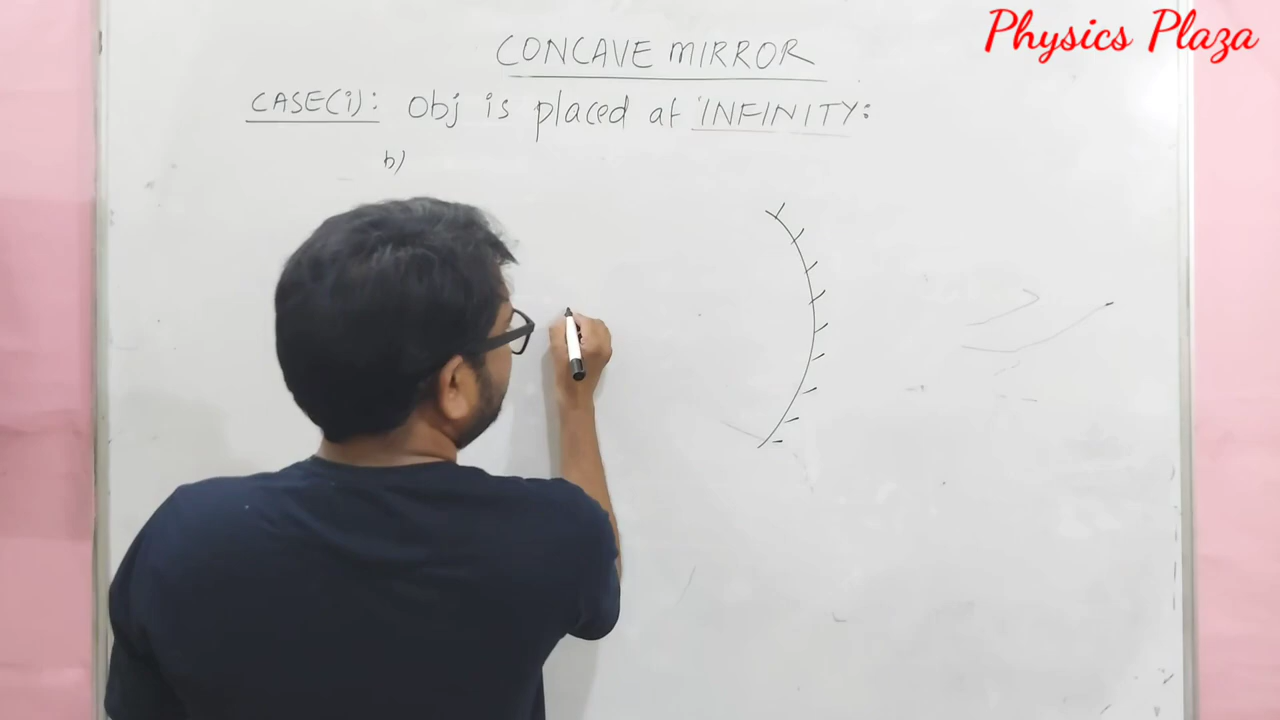 Physics Plaza
CONCAVE MIRROR
CASE(i): Obj is placed at 'INFINITY:
b)